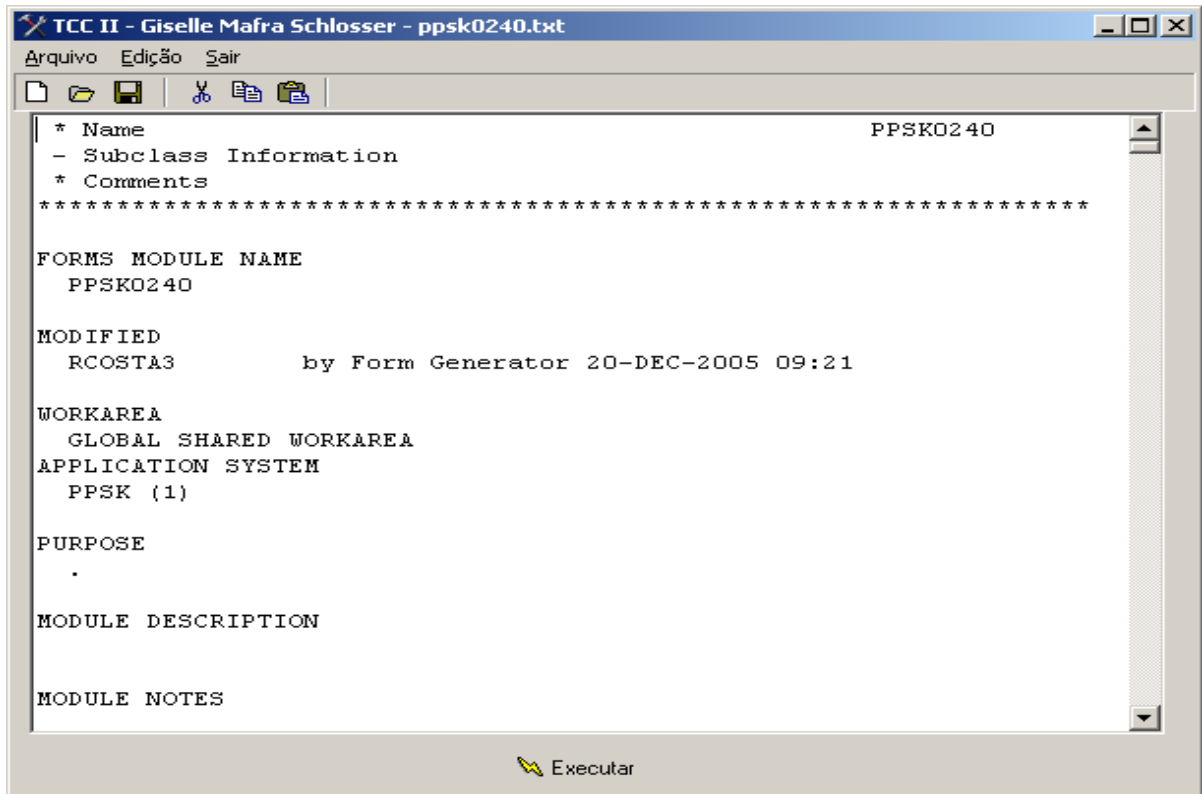 TCC II - Giselle Mafra Schlosser - ppsk0240.txt
Arquivo Edição Sair
* Name PPSK0240
- Subclass Information
* Comments
*******************************************************************
FORMS MODULE NAME
PPSK0240
MODIFIED
RCOSTA3 by Form Generator 20-DEC-2005 09:21
WORKAREA
GLOBAL SHARED WORKAREA
APPLICATION SYSTEM
PPSK (1)
PURPOSE
.
MODULE DESCRIPTION
MODULE NOTES
Executar